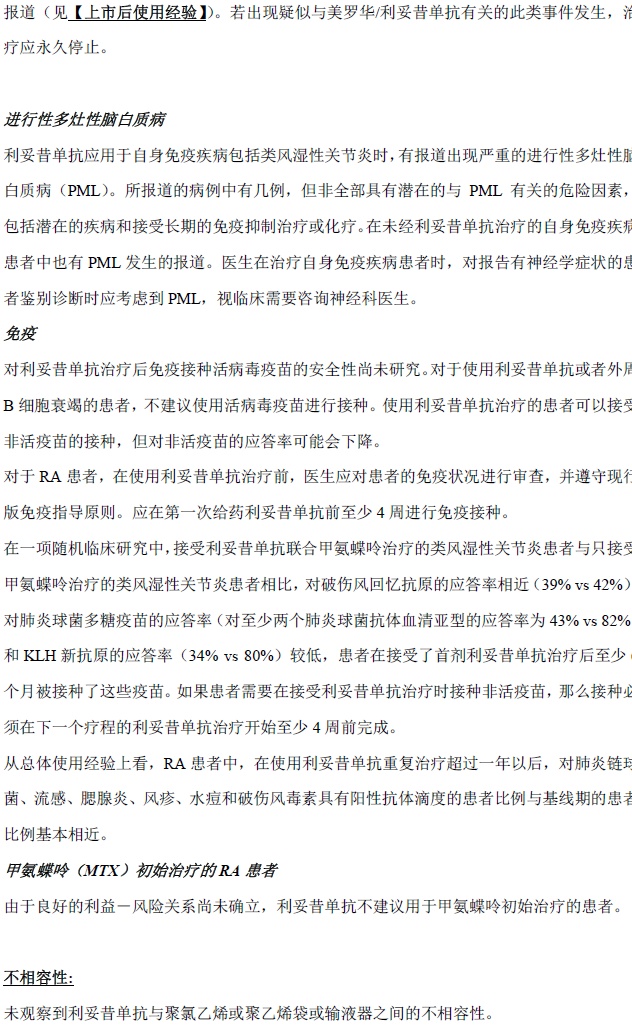 报道（见【上市后使用经验】）。若出现疑似与美罗华/利妥昔单抗有关的此类事件发生，治
疗应永久停止。
进行性多灶性脑白质病
利妥昔单抗应用于自身免疫疾病包括类风湿性关节炎时，有报道出现严重的进行性多灶性脑
白质病（PML）。所报道的病例中有几例，但非全部具有潜在的与 PML 有关的危险因素，
包括潜在的疾病和接受长期的免疫抑制治疗或化疗。在未经利妥昔单抗治疗的自身免疫疾病
患者中也有 PML 发生的报道。医生在治疗自身免疫疾病患者时，对报告有神经学症状的患
者鉴别诊断时应考虑到 PML，视临床需要咨询神经科医生。
免疫
对利妥昔单抗治疗后免疫接种活病毒疫苗的安全性尚未研究。对于使用利妥昔单抗或者外周
B 细胞衰竭的患者，不建议使用活病毒疫苗进行接种。使用利妥昔单抗治疗的患者可以接受
非活疫苗的接种，但对非活疫苗的应答率可能会下降。
对于 RA 患者，在使用利妥昔单抗治疗前，医生应对患者的免疫状况进行审查，并遵守现行
版免疫指导原则。应在第一次给药利妥昔单抗前至少 4 周进行免疫接种。
在一项随机临床研究中，接受利妥昔单抗联合甲氨蝶呤治疗的类风湿性关节炎患者与只接受
甲氨蝶呤治疗的类风湿性关节炎患者相比，对破伤风回忆抗原的应答率相近（39% vs 42%）
对肺炎球菌多糖疫苗的应答率（对至少两个肺炎球菌抗体血清亚型的应答率为 43% vs 82%
和 KLH 新抗原的应答率（34% vs 80%）较低，患者在接受了首剂利妥昔单抗治疗后至少
个月被接种了这些疫苗。如果患者需要在接受利妥昔单抗治疗时接种非活疫苗，那么接种必
须在下一个疗程的利妥昔单抗治疗开始至少 4 周前完成。
从总体使用经验上看，RA 患者中，在使用利妥昔单抗重复治疗超过一年以后，对肺炎链球
菌、流感、腮腺炎、风疹、水痘和破伤风毒素具有阳性抗体滴度的患者比例与基线期的患者
比例基本相近。
甲氨蝶呤（MTX）初始治疗的 RA 患者
由于良好的利益－风险关系尚未确立，利妥昔单抗不建议用于甲氨蝶呤初始治疗的患者。
不相容性:
未观察到利妥昔单抗与聚氯乙烯或聚乙烯袋或输液器之间的不相容性。